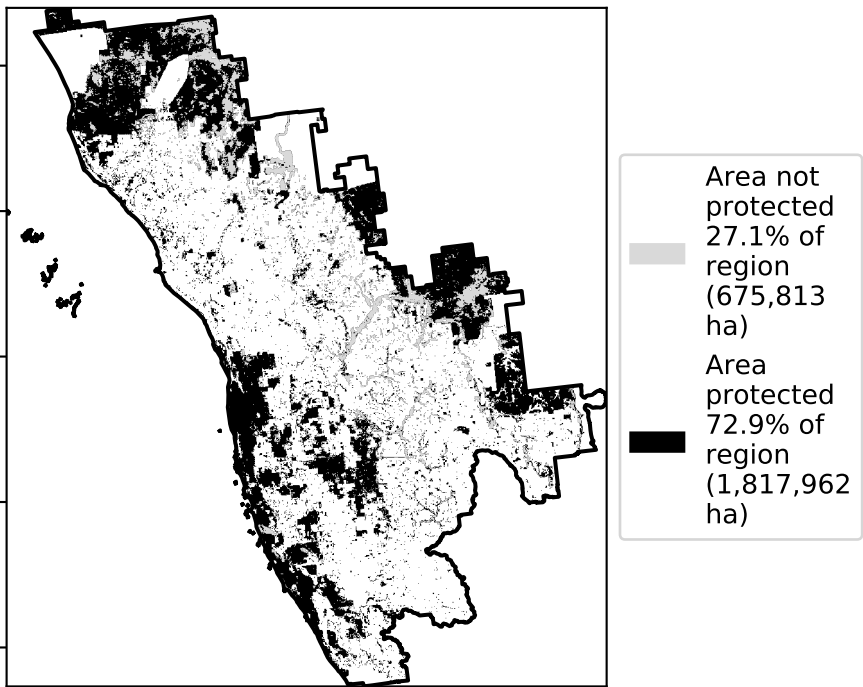 Area not
protected
27.1% of
region
(675,813
ha)
Area
protected
72.9% of
region
(1,817,962
ha)